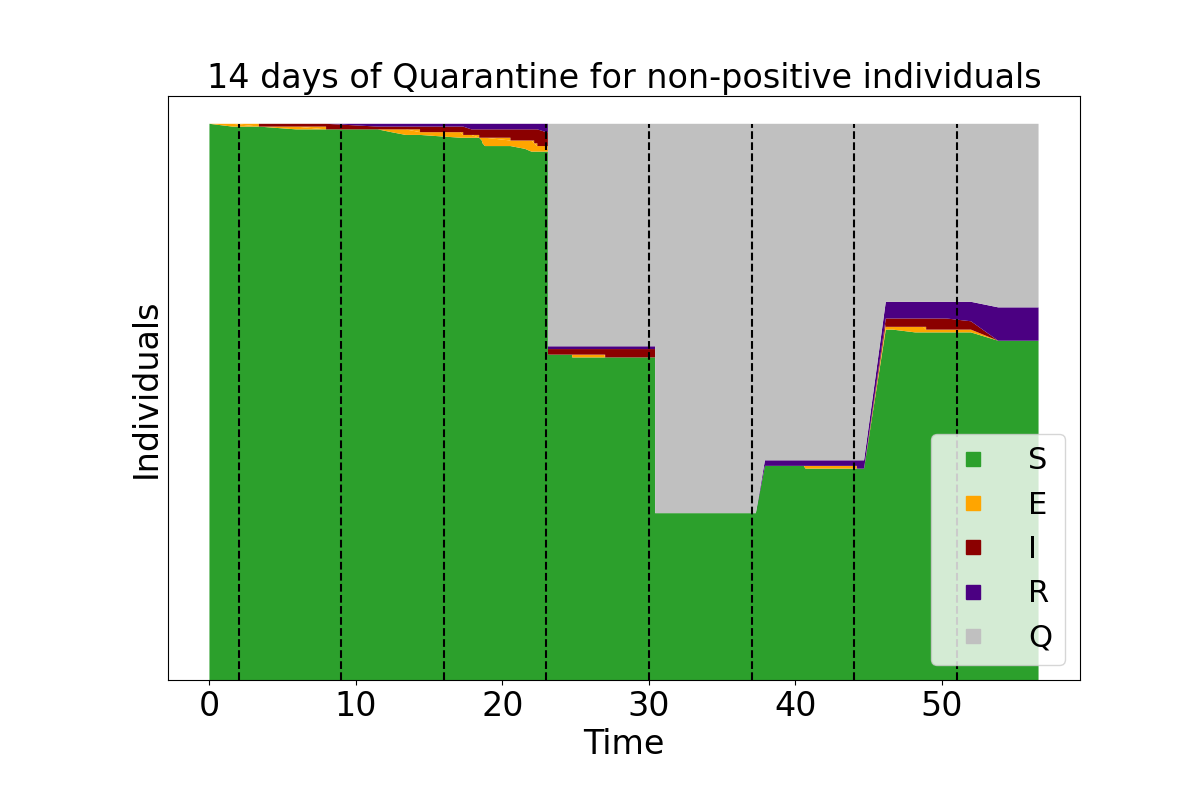 14 days of Quarantine for non-positive individuals
Individuals
S
E
I
R
Q
0 10 20 30 40 50
Time